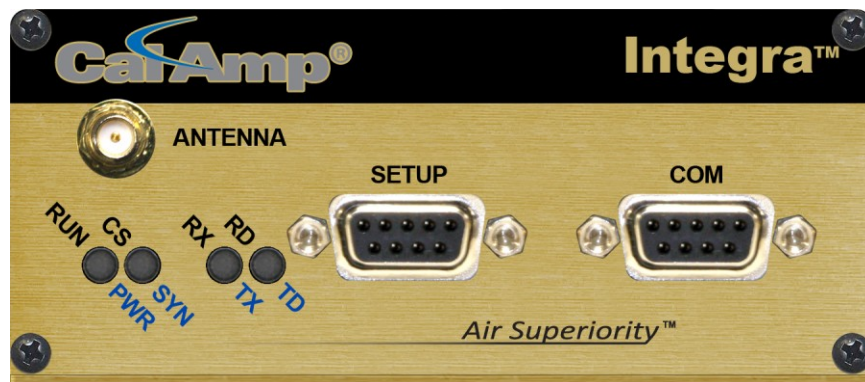 CalAmp®
Integra™
ANTENNA
SETUP
COM
RUN
CS
RX
RD
PWR
SYN
TX
TD
Air Superiority™